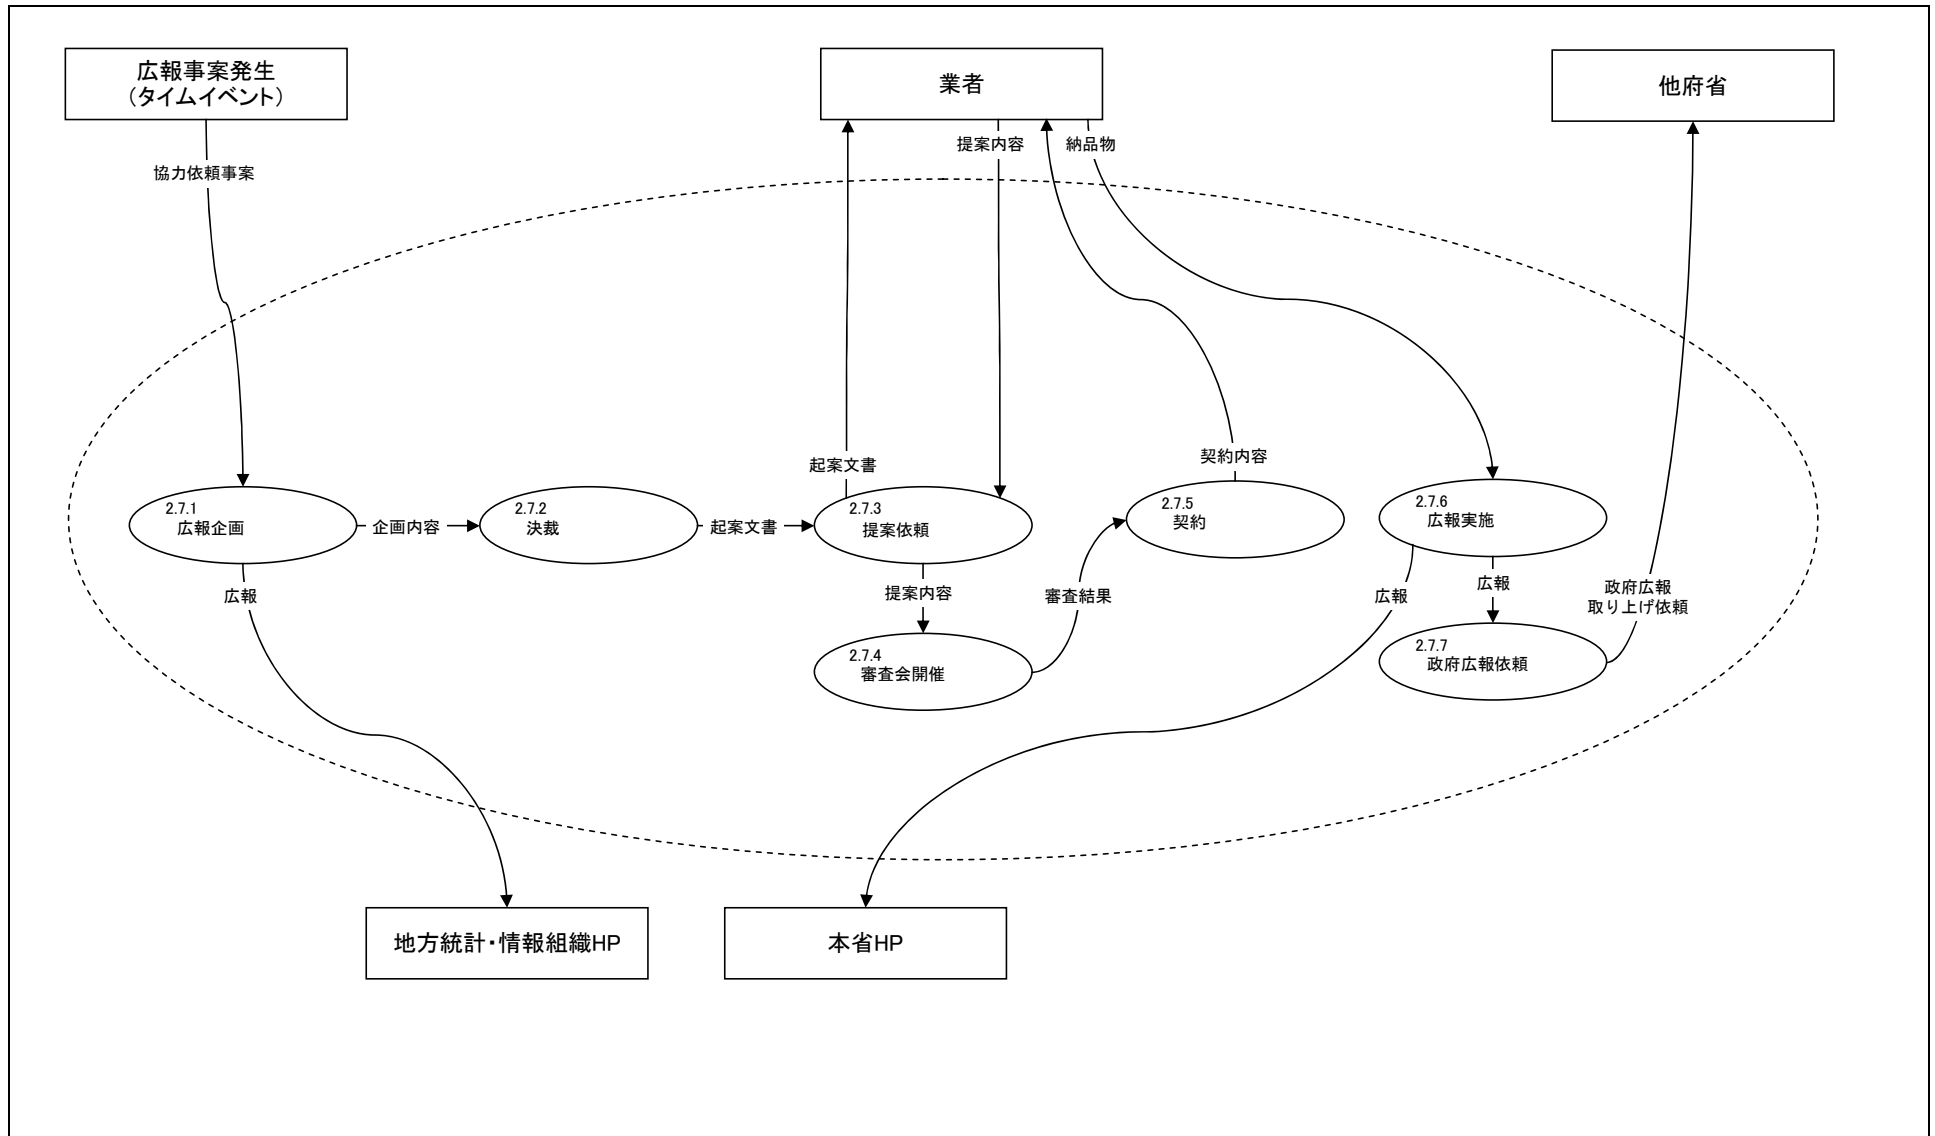 広報事案発生
（タイムイベント）
業者
他府省
協力依頼事案
提案内容
納品物
起案文書
契約内容
2.7.1
広報企画
企画内容
2.7.2
決裁
起案文書
2.7.3
提案依頼
2.7.5
契約
2.7.6
広報実施
広報
提案内容
審査結果
広報
広報
政府広報
取り上げ依頼
2.7.4
審査会開催
2.7.7
政府広報依頼
地方統計・情報組織HP
本省HP